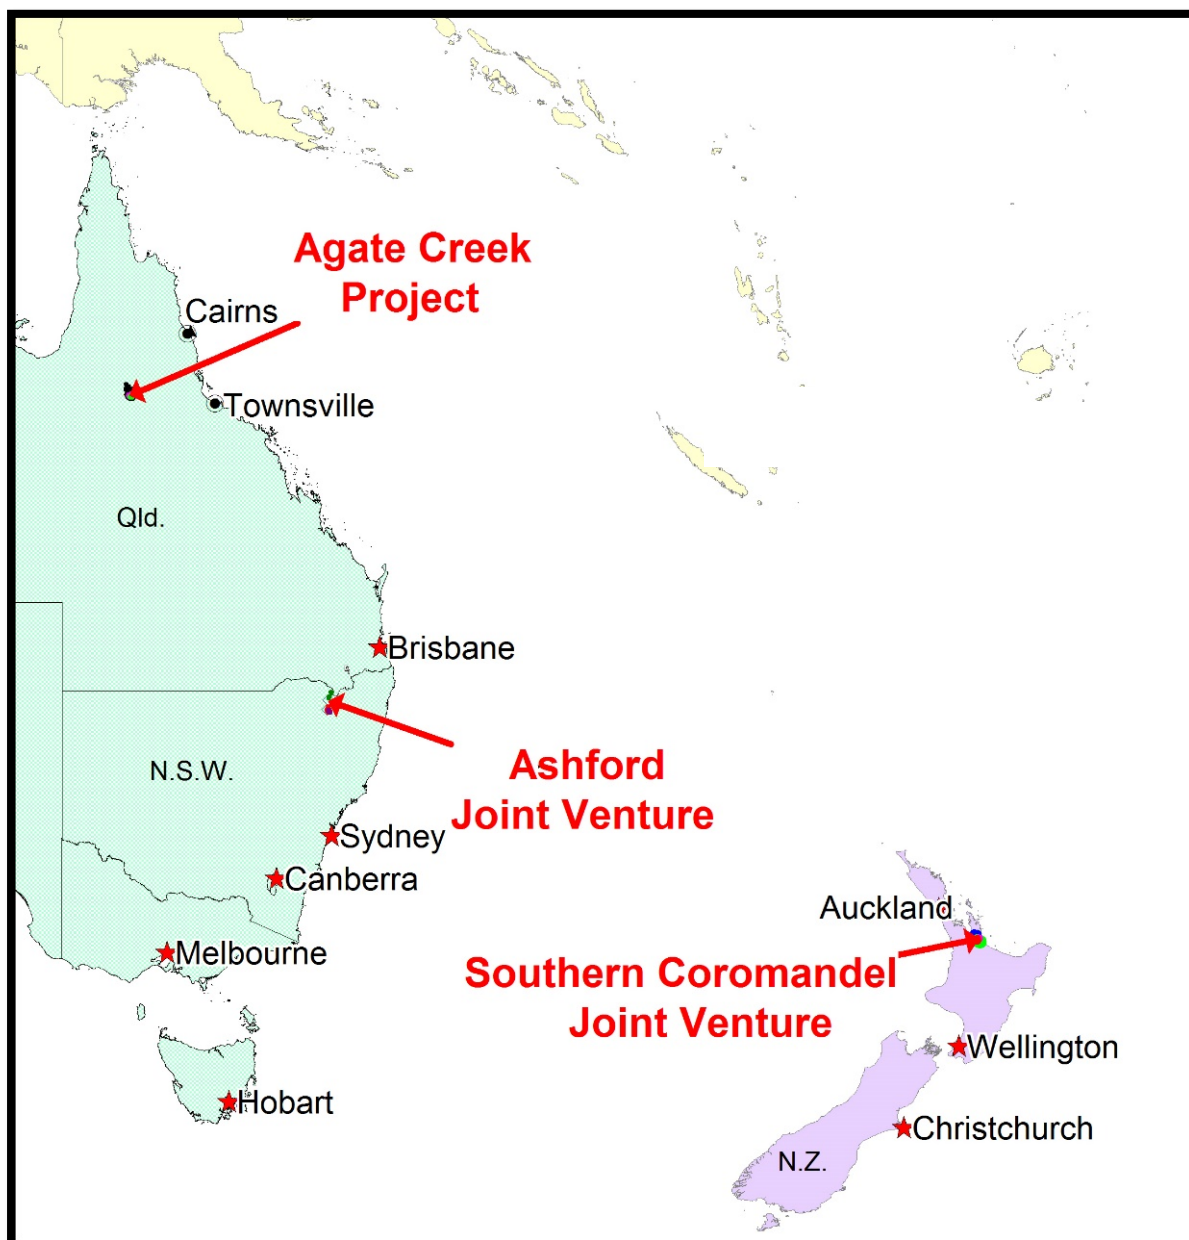 Agate Creek
Project
Cairns
Townsville
Qld.
Brisbane
Ashford
Joint Venture
N.S.W.
Sydney
Canberra
Auckland
Melbourne
Southern Coromandel
Joint Venture
Wellington
Hobart
Christchurch
N.Z.